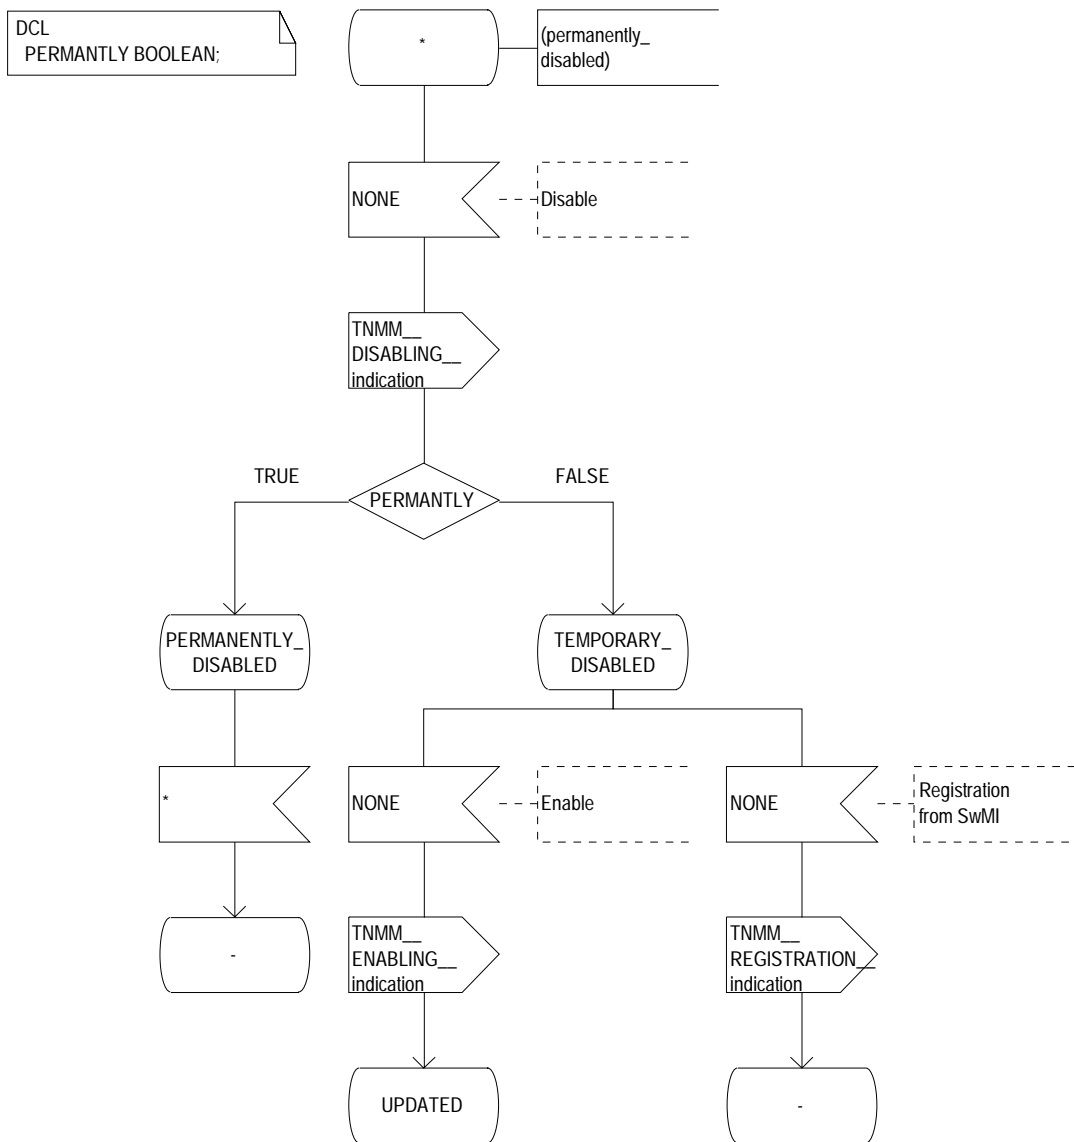 DCL
PERMANTLY BOOLEAN;
*
(permanently_
disabled)
NONE
Disable
TNMM__
DISABLING__
indication
TRUE
FALSE
PERMANTLY
PERMANENTLY_
DISABLED
TEMPORARY_
DISABLED
*
NONE
Enable
NONE
Registration
from SwMI
-
TNMM__
ENABLING__
indication
TNMM__
REGISTRATION__
indication
UPDATED
-